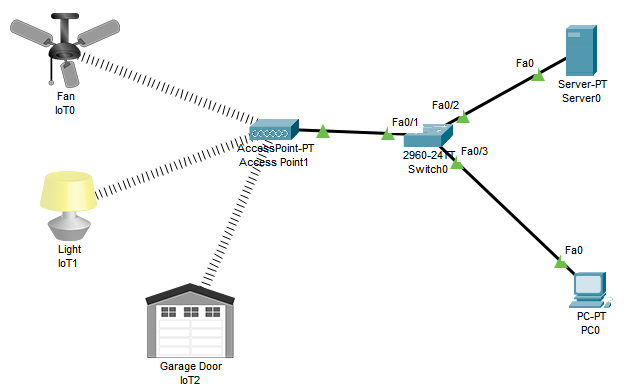 Fan
IoT0
Light
IoT1
Garage Door
IoT2
AccessPoint-PT
Access Point1
Fa0/1
2960-24TT
Switch0
Fa0/2
Fa0/3
Fa0
Server-PT
Server0
Fa0
PC-PT
PC0